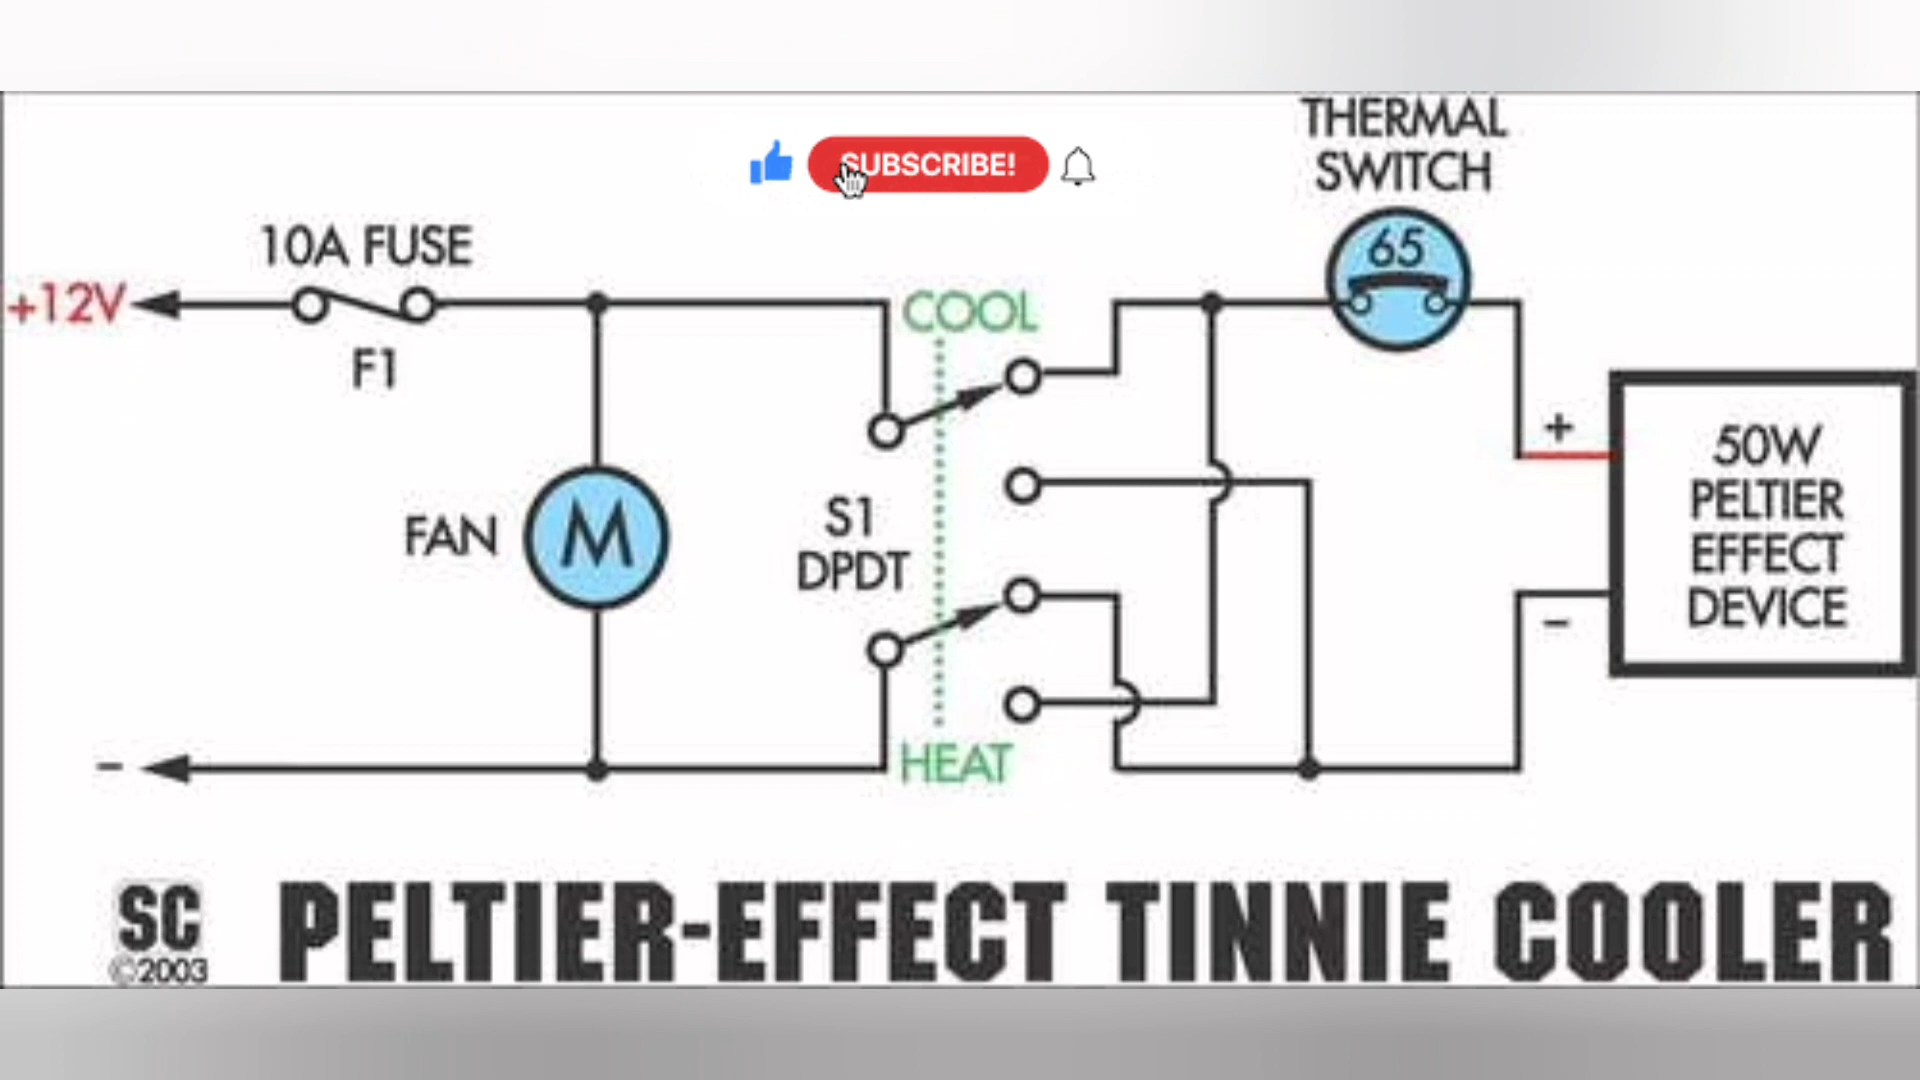 THERMAL
SWITCH
SUBSCRIBE!
65
10A FUSE
+12V
F1
COOL
+
50W
PELTIER
EFFECT
DEVICE
–
FAN
M
S1
DPDT
–
HEAT
SC
©2003
PELTIER-EFFECT TINNIE COOLER